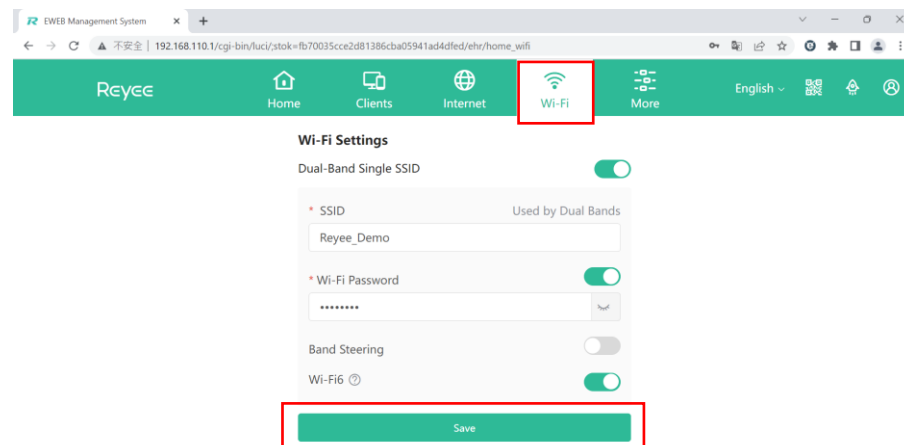 EWEB Management System
不安全 | 192.168.110.1/cgi-bin/luci/;stok=fb70035cce2d81386cba05941ad4dfed/ehr/home_wifi
Reyee
Home Clients Internet Wi-Fi More English
Wi-Fi Settings
Dual-Band Single SSID
* SSID Used by Dual Bands
Reyee_Demo
* Wi-Fi Password
••••••••
Band Steering
Wi-Fi6
Save